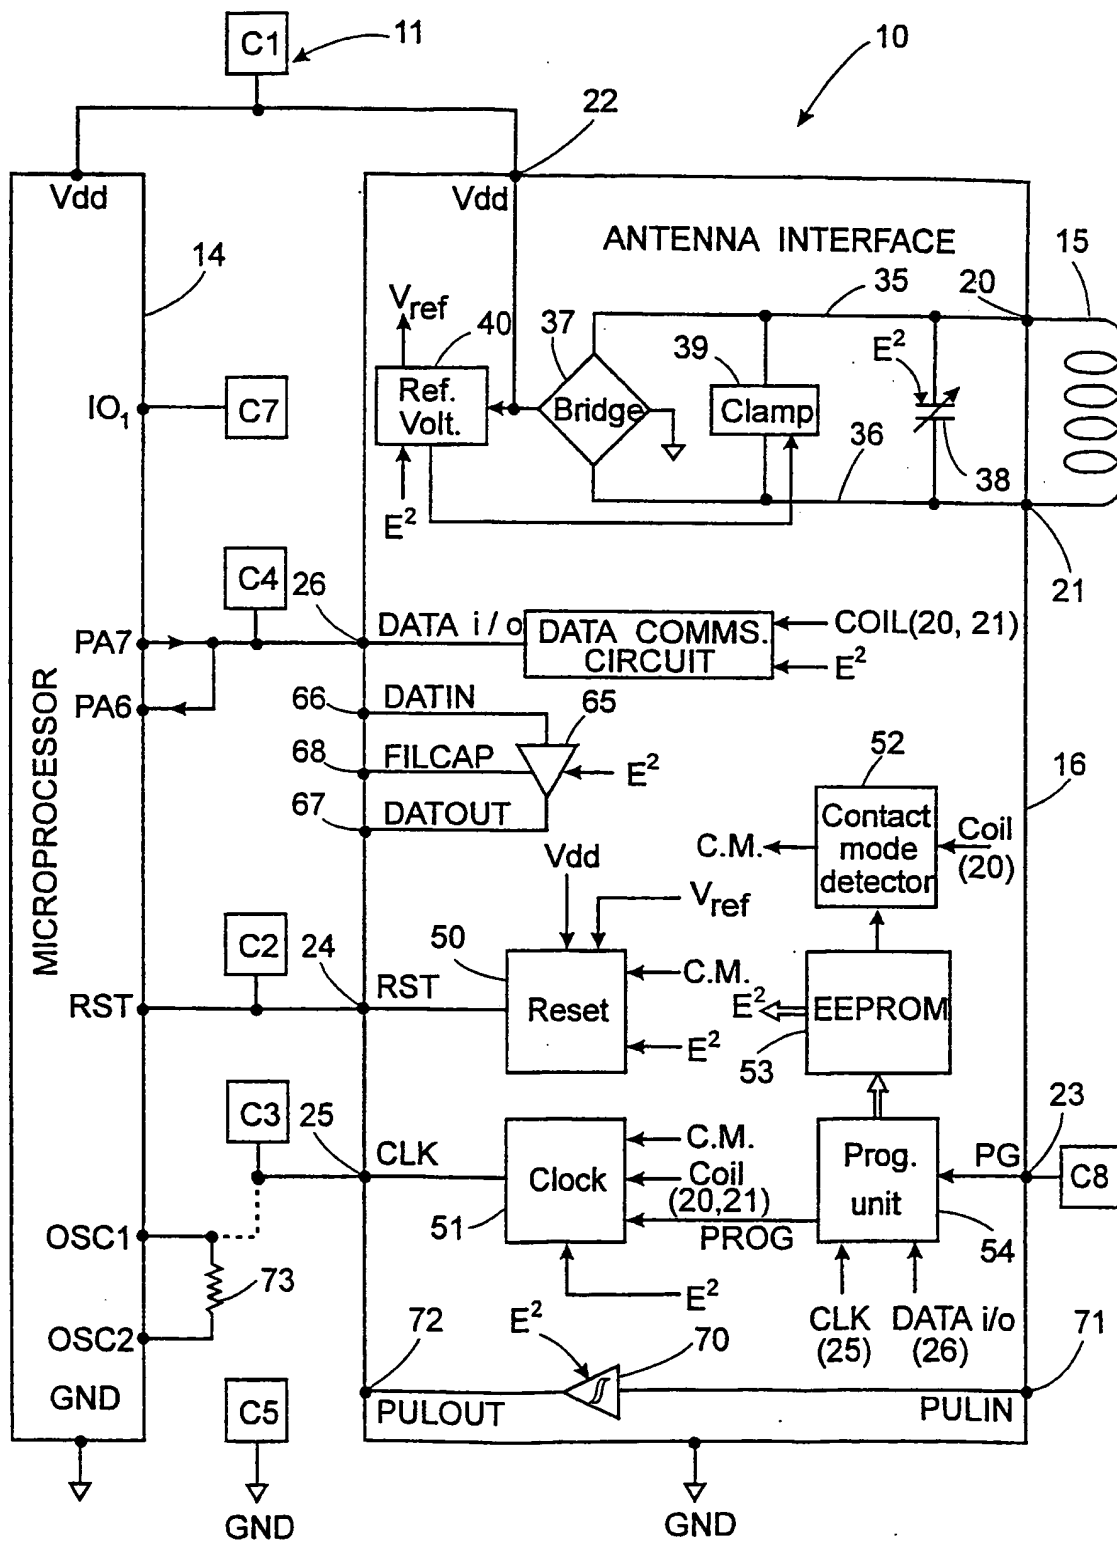 C1
11
10
22
Vdd
Vdd
ANTENNA INTERFACE
14
35
20
15
Vref
40
37
39
E²
Ref.
Volt.
Bridge
Clamp
IO₁
C7
E²
36
38
21
C4
26
DATA i/o
DATA COMMS.
CIRCUIT
COIL(20, 21)
E²
PA7
PA6
66
DATIN
65
68
FILCAP
E²
67
DATOUT
52
16
Contact
mode
detector
C.M.
Coil
(20)
Vdd
Vref
MICROPROCESSOR
C2
24
50
RST
RST
Reset
C.M.
E²
E²
EEPROM
53
C3
25
CLK
51
Clock
C.M.
Coil
(20,21)
PROG
Prog.
unit
PG
23
C8
54
OSC1
73
OSC2
E²
CLK
(25)
DATA i/o
(26)
71
72
E²
70
GND
C5
PULOUT
PULIN
GND
GND